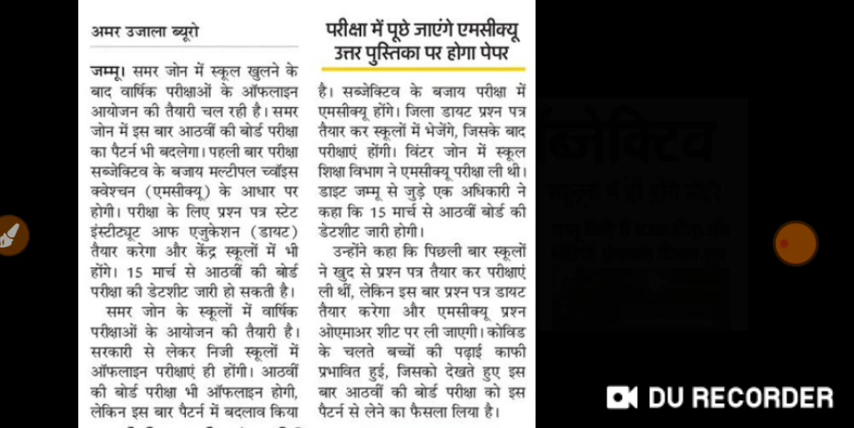 अमर उजाला ब्यूरो
जम्मू। समर जोन में स्कूल खुलने के
बाद वार्षिक परीक्षाओं के ऑफलाइन
आयोजन की तैयारी चल रही है। समर
जोन में इस बार आठवीं की बोर्ड परीक्षा
का पैटर्न भी बदलेगा। पहली बार परीक्षा
सब्जेक्टिव के बजाय मल्टीपल च्वॉइस
क्वेश्चन (एमसीक्यू) के आधार पर
होगी। परीक्षा के लिए प्रश्न पत्र स्टेट
इंस्टीट्यूट आफ एजुकेशन (डायट)
तैयार करेगा और केंद्र स्कूलों में भी
होंगे। 15 मार्च से आठवीं की बोर्ड
परीक्षा की डेटशीट जारी हो सकती है।
समर जोन के स्कूलों में वार्षिक
परीक्षाओं के आयोजन की तैयारी है।
सरकारी से लेकर निजी स्कूलों में
ऑफलाइन परीक्षाएं ही होंगी। आठवीं
की बोर्ड परीक्षा भी ऑफलाइन होगी,
लेकिन इस बार पैटर्न में बदलाव किया
परीक्षा में पूछे जाएंगे एमसीक्यू
उत्तर पुस्तिका पर होगा पेपर
है। सब्जेक्टिव के बजाय परीक्षा में
एमसीक्यू होंगे। जिला डायट प्रश्न पत्र
तैयार कर स्कूलों में भेजेंगे, जिसके बाद
परीक्षाएं होंगी। विंटर जोन में स्कूल
शिक्षा विभाग ने एमसीक्यू परीक्षा ली थी।
डाइट जम्मू से जुड़े एक अधिकारी ने
कहा कि 15 मार्च से आठवीं बोर्ड की
डेटशीट जारी होगी।
उन्होंने कहा कि पिछली बार स्कूलों
ने खुद से प्रश्न पत्र तैयार कर परीक्षाएं
ली थीं, लेकिन इस बार प्रश्न पत्र डायट
तैयार करेगा और एमसीक्यू प्रश्न
ओएमआर शीट पर ली जाएगी। कोविड
के चलते बच्चों की पढ़ाई काफी
प्रभावित हुई, जिसको देखते हुए इस
बार आठवीं की बोर्ड परीक्षा को इस
पैटर्न से लेने का फैसला लिया है।
ब्जेक्टिव
DU RECORDER